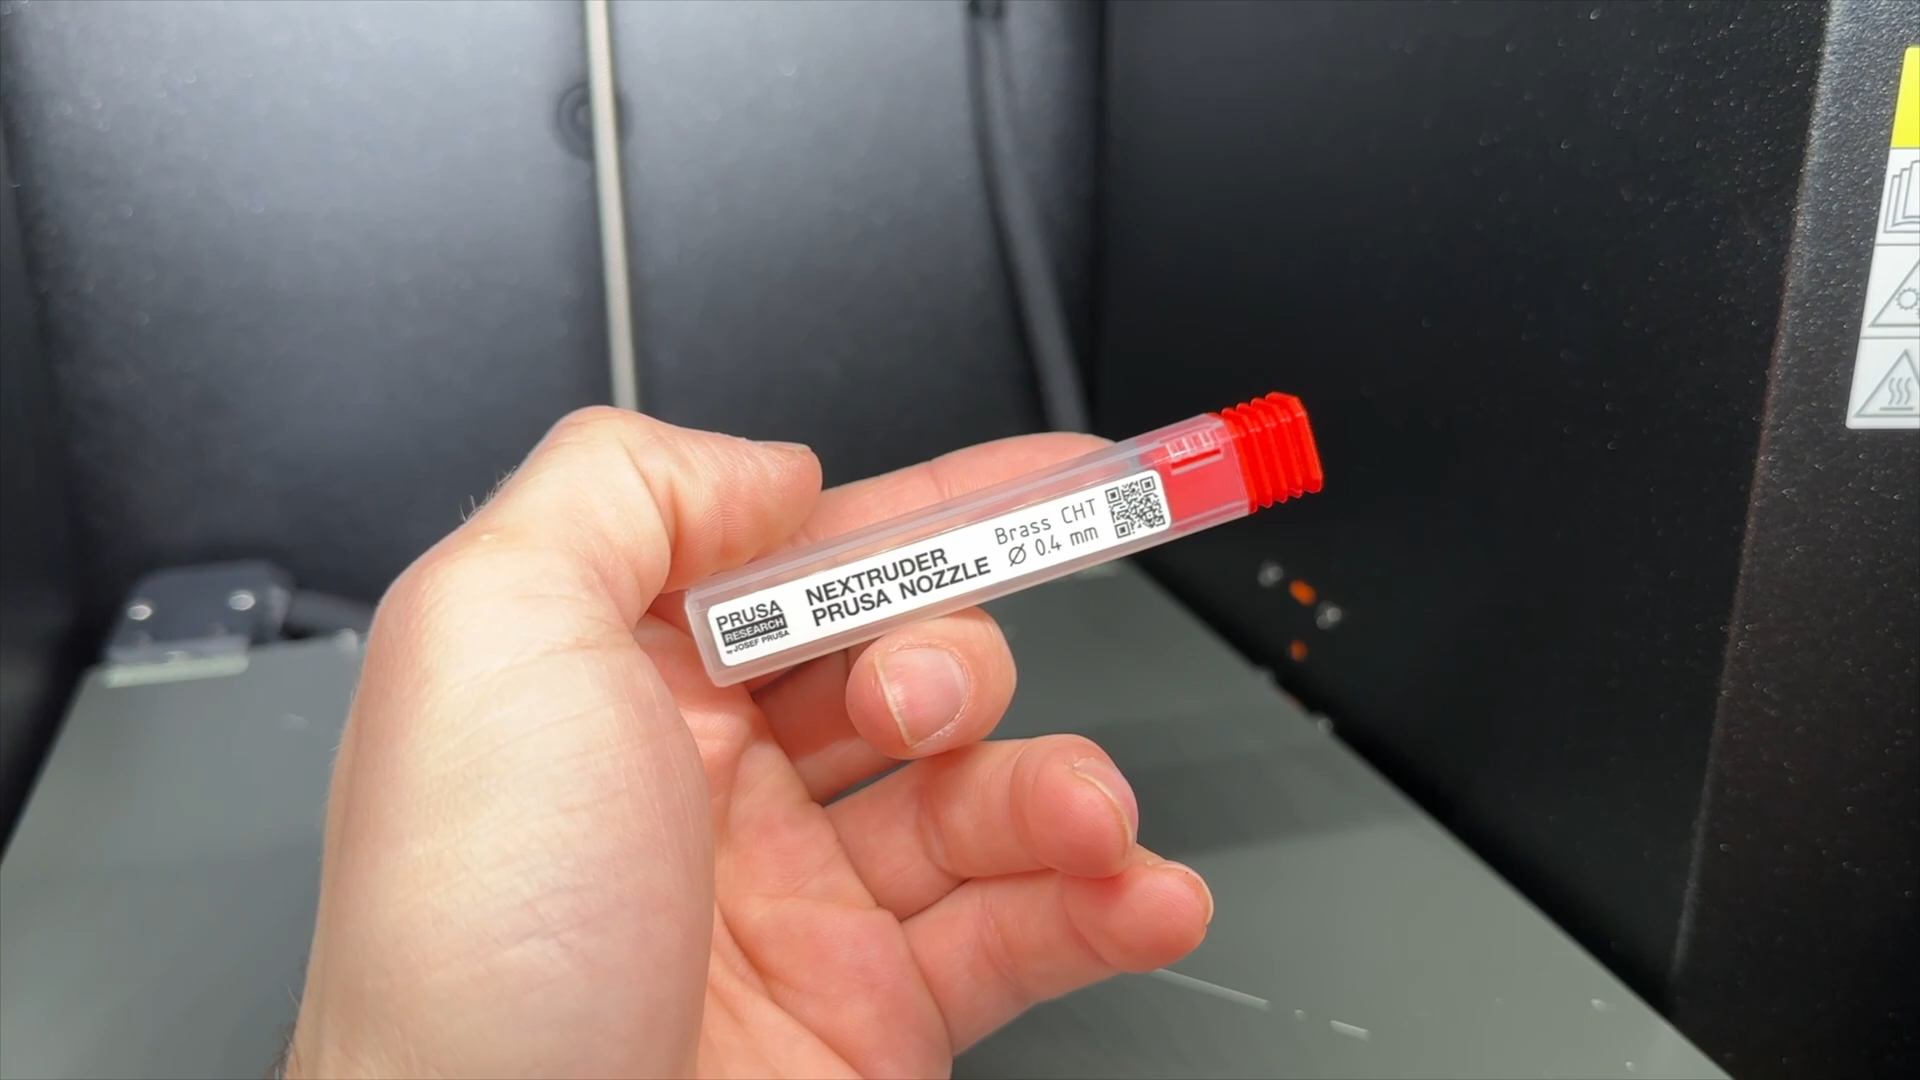 PRUSA
RESEARCH
by JOSEF PRUSA
NEXTRUDER
PRUSA NOZZLE
Brass CHT
Ø 0.4 mm